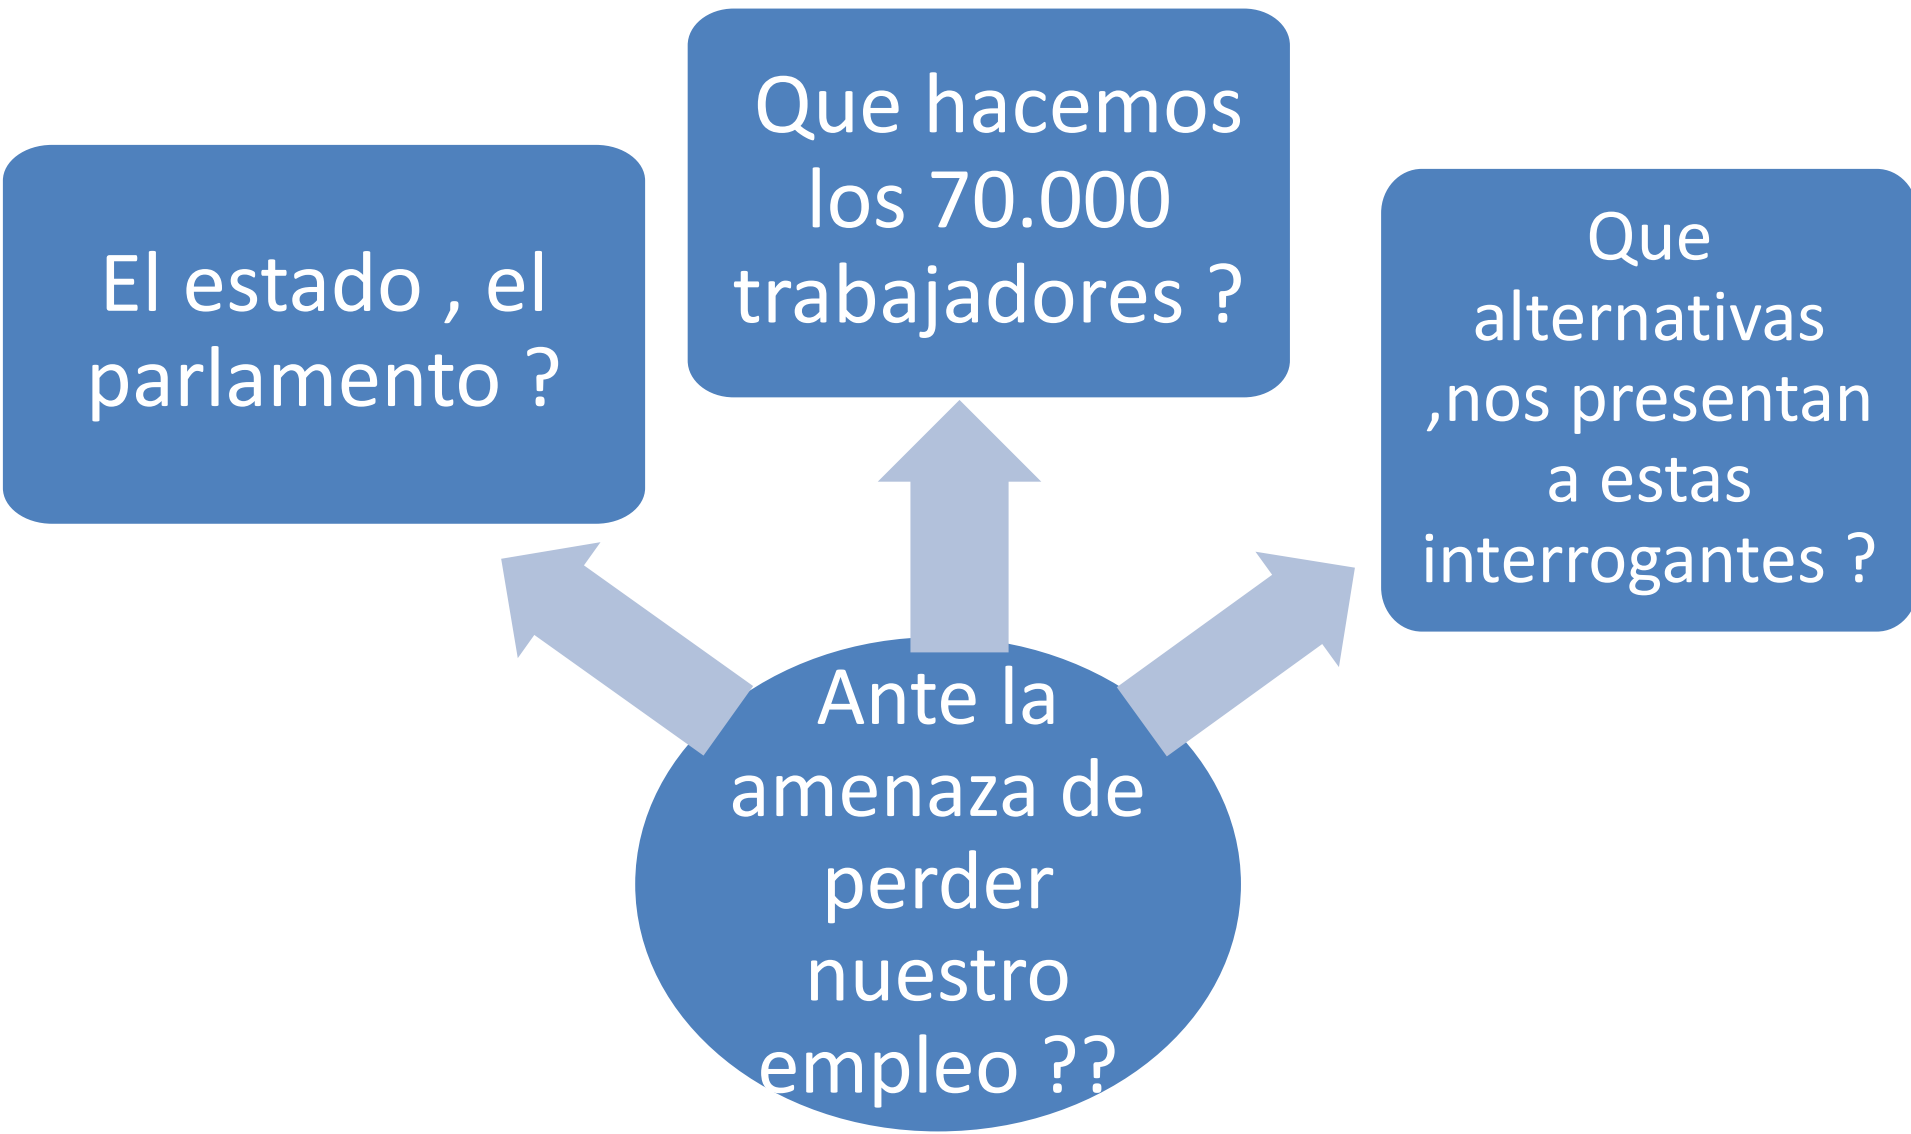 El estado , el
parlamento ?
Que hacemos
los 70.000
trabajadores ?
Que
alternativas
,nos presentan
a estas
interrogantes ?
Ante la
amenaza de
perder
nuestro
empleo ??